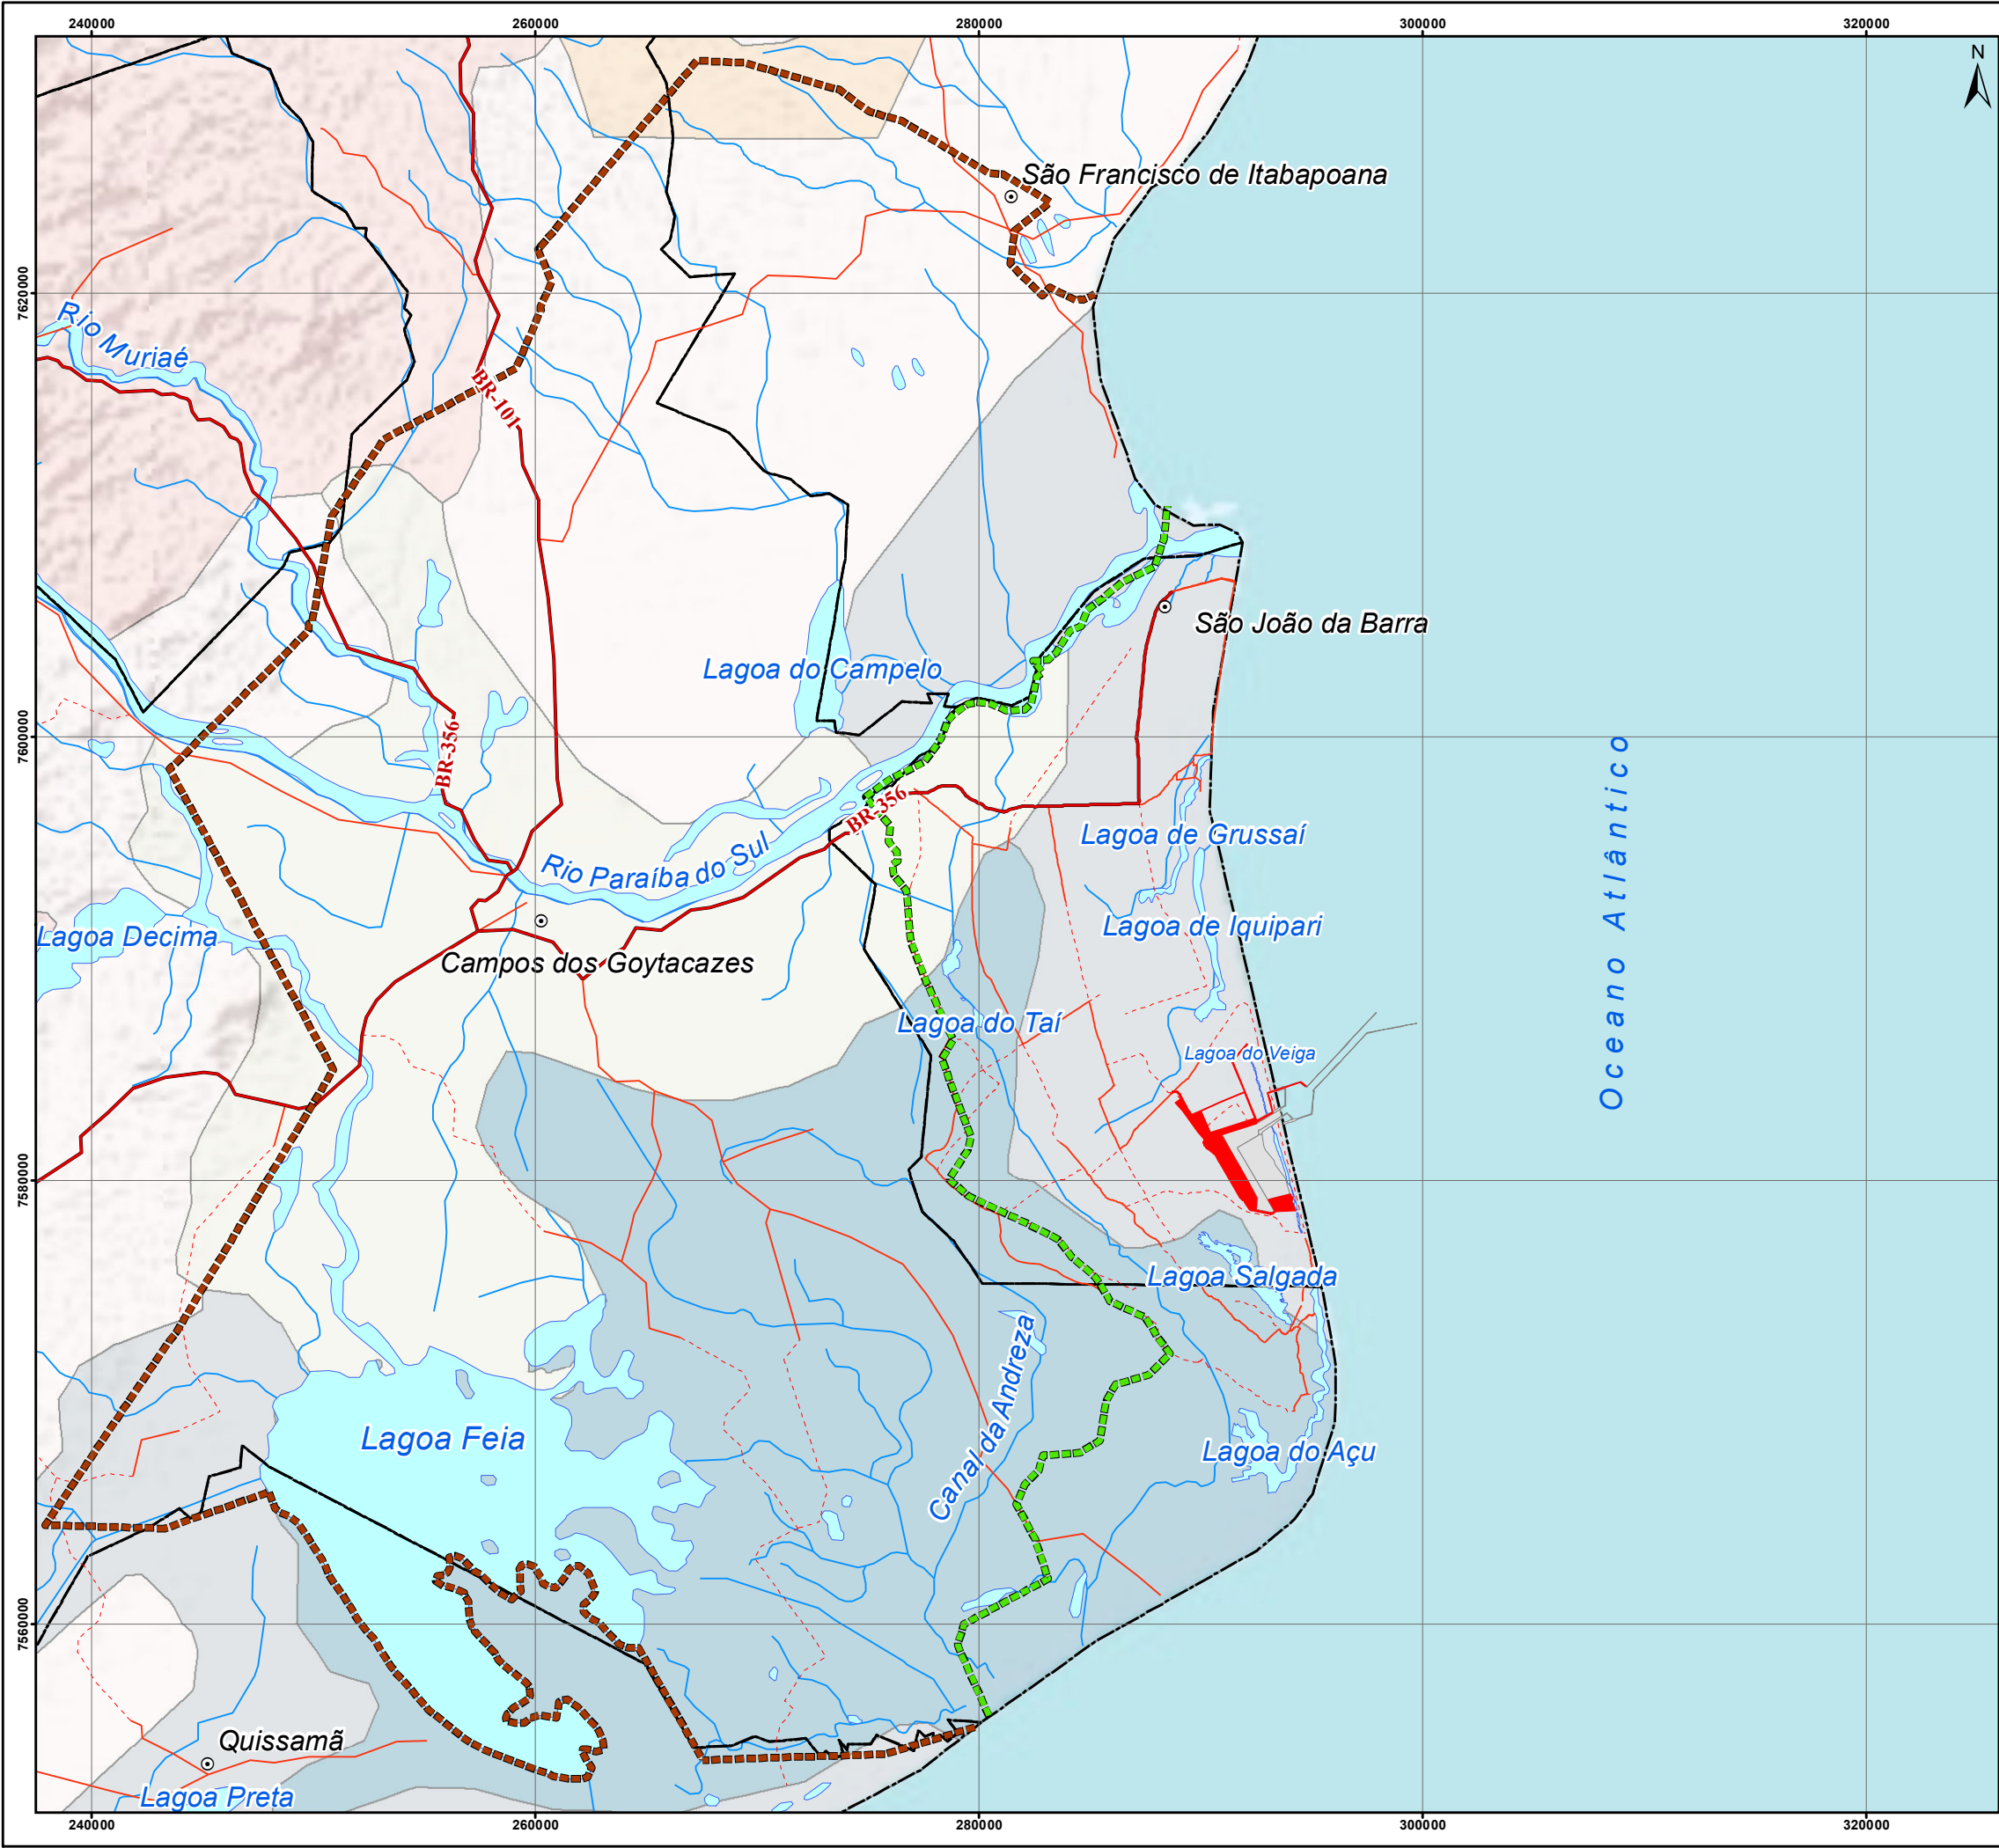 240000
260000
280000
300000
320000
N
São Francisco de Itabapoana
7620000
Rio Muriaé
BR-101
São João da Barra
Lagoa do Campelo
7600000
BR-356
Oceano Atlântico
BR-356
Lagoa de Grussaí
Rio Paraíba do Sul
Lagoa de Iquipari
Lagoa Decima
Campos dos Goytacazes
Lagoa do Taí
Lagoa do Veiga
7580000
Lagoa Salgada
Canal da Andreza
Lagoa Feia
Lagoa do Açu
7560000
Quissamã
Lagoa Preta
240000
260000
280000
300000
320000